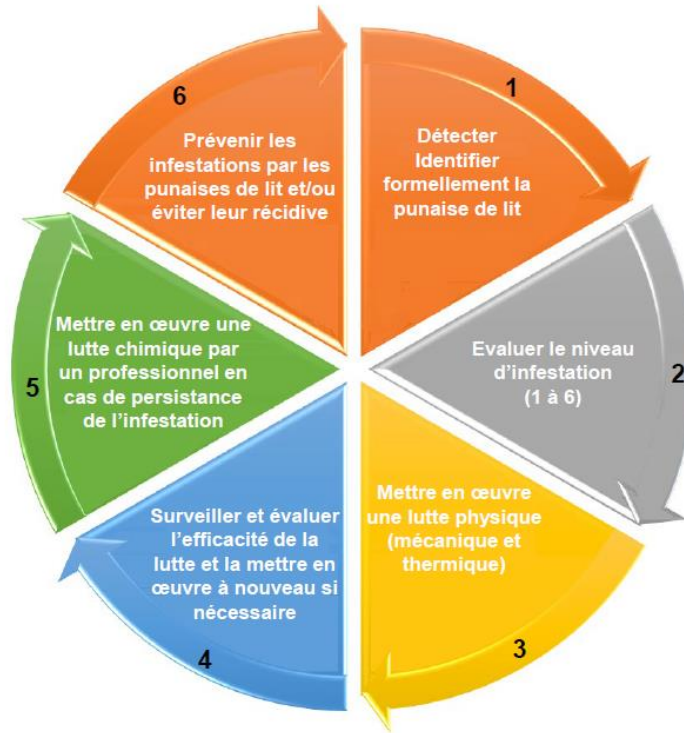 1
Détecter
Identifier
formellement la
punaise de lit
2
Evaluer le niveau
d'infestation
(1 à 6)
3
Mettre en œuvre
une lutte physique
(mécanique et
thermique)
4
Surveiller et évaluer
l'efficacité de la
lutte et la mettre en
œuvre à nouveau si
nécessaire
5
Mettre en œuvre une
lutte chimique par
un professionnel en
cas de persistance
de l'infestation
6
Prévenir les
infestations par les
punaises de lit et/ou
éviter leur récidive